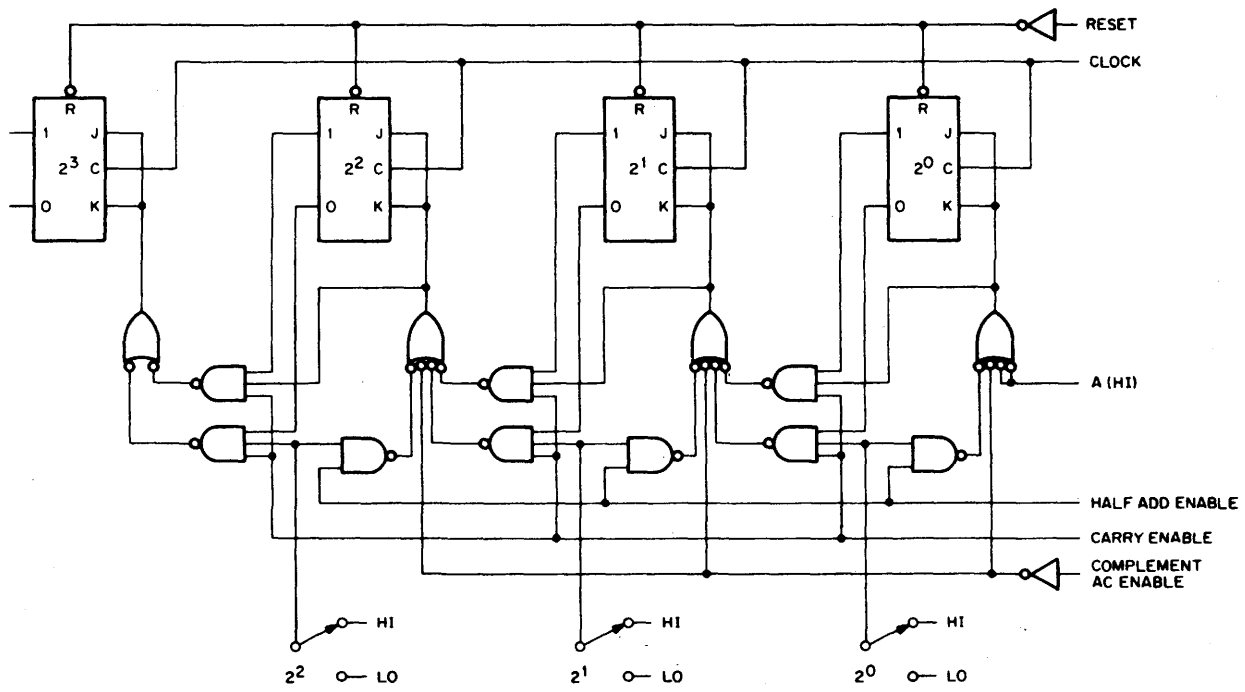 RESET
CLOCK
R R R R
1 J 1 J 1 J 1 J
2³ C 2² C 2¹ C 2⁰ C
0 K 0 K 0 K 0 K
A (HI)
HALF ADD ENABLE
CARRY ENABLE
COMPLEMENT
AC ENABLE
HI HI HI
2² LO 2¹ LO 2⁰ LO